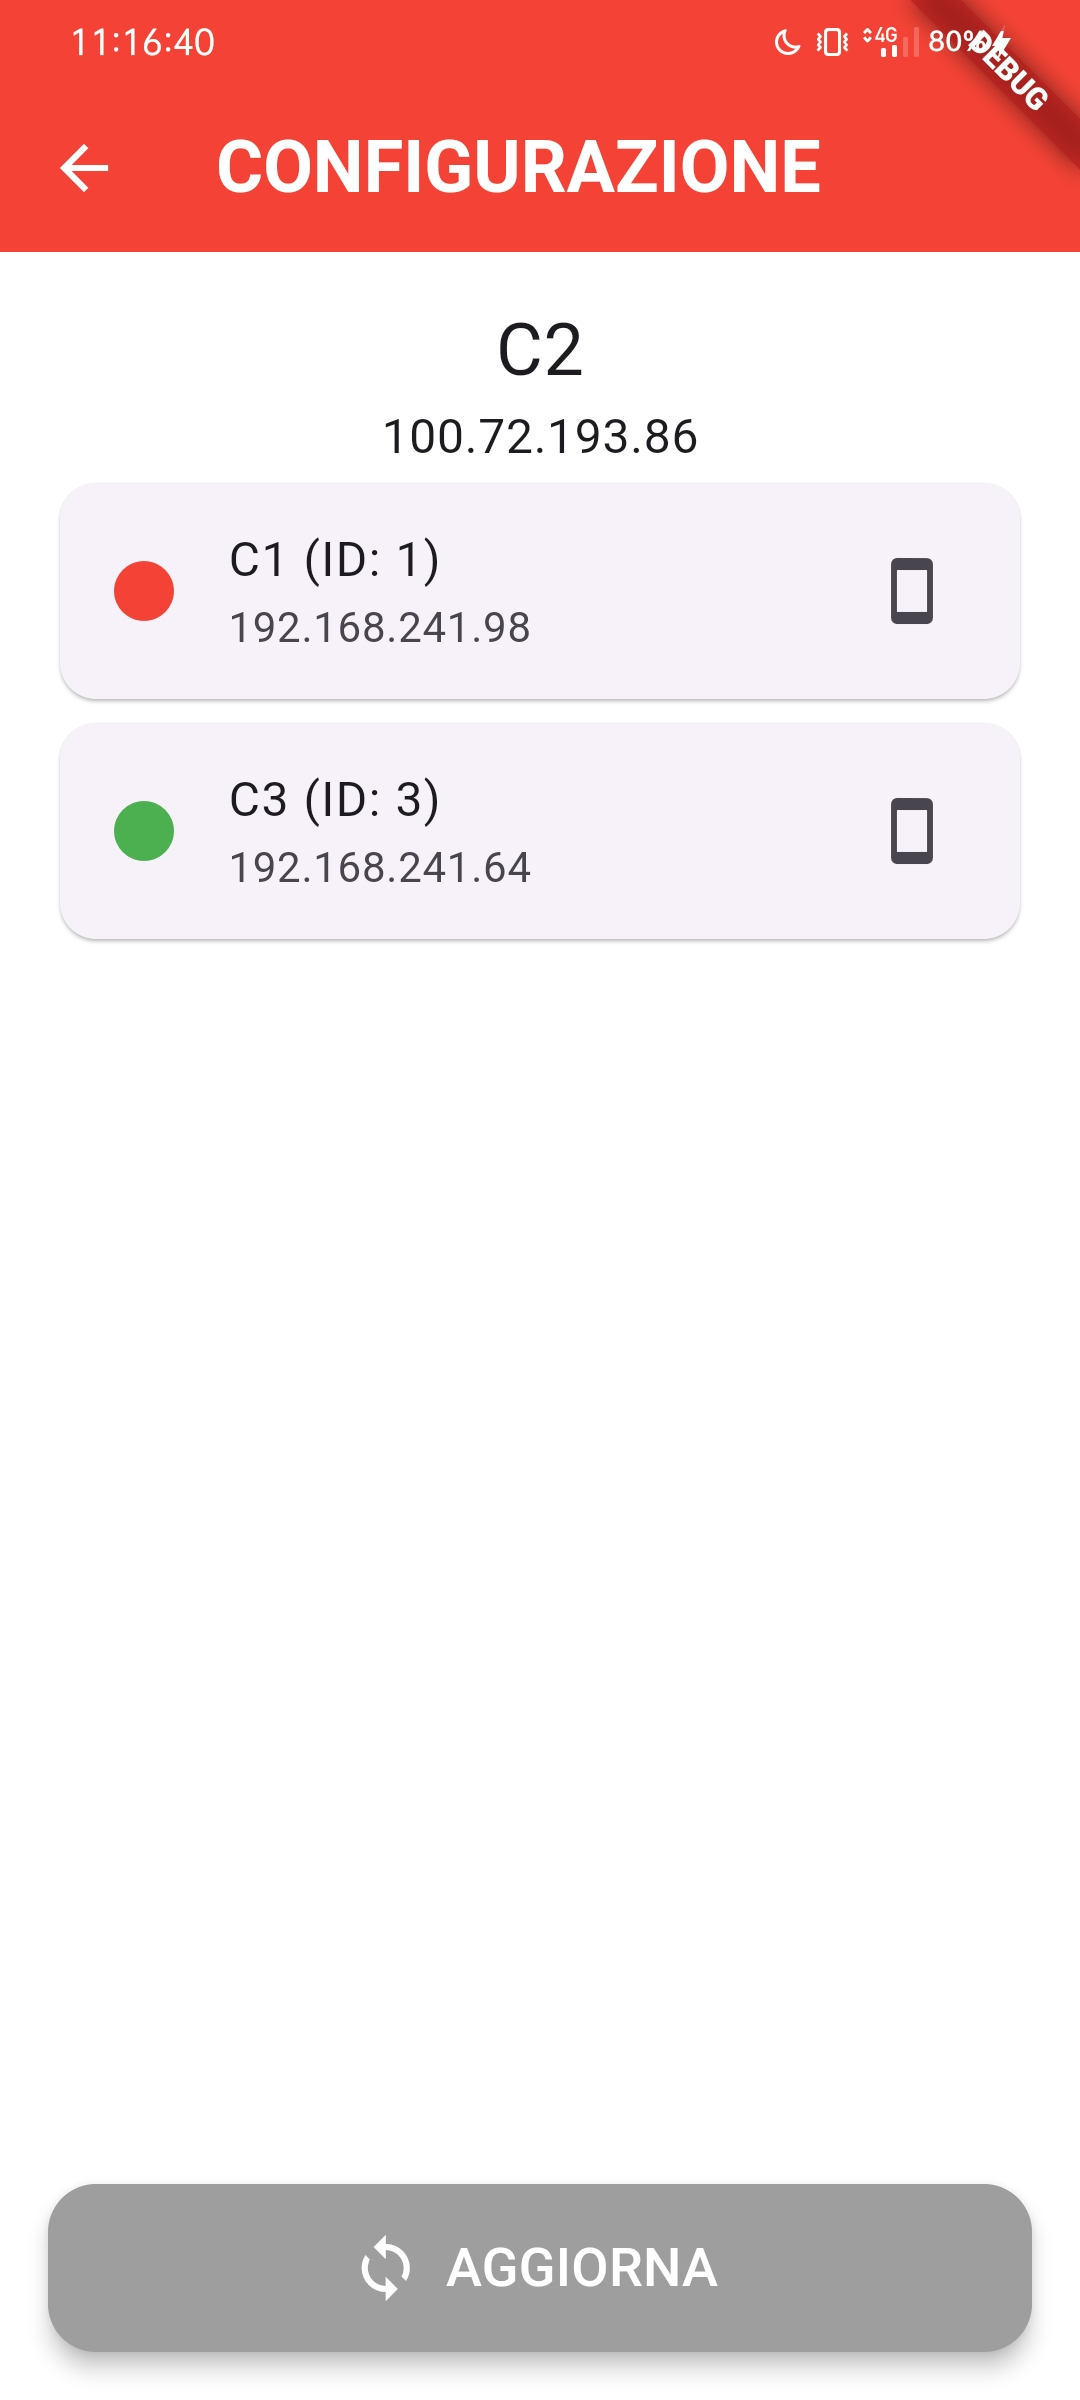 11:16:40
4G 80%
DEBUG
CONFIGURAZIONE
C2
100.72.193.86
C1 (ID: 1)
192.168.241.98
C3 (ID: 3)
192.168.241.64
AGGIORNA